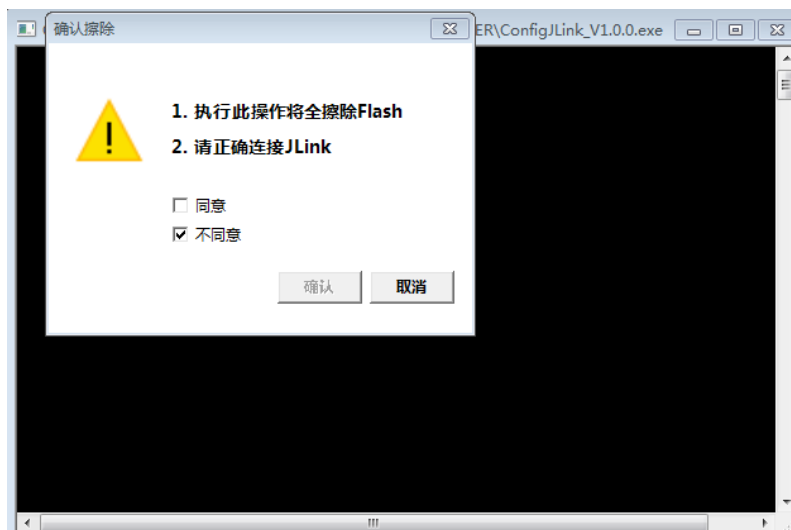 确认擦除
ER\ConfigJLink_V1.0.0.exe
1. 执行此操作将全擦除Flash
2. 请正确连接JLink
同意
不同意
确认
取消